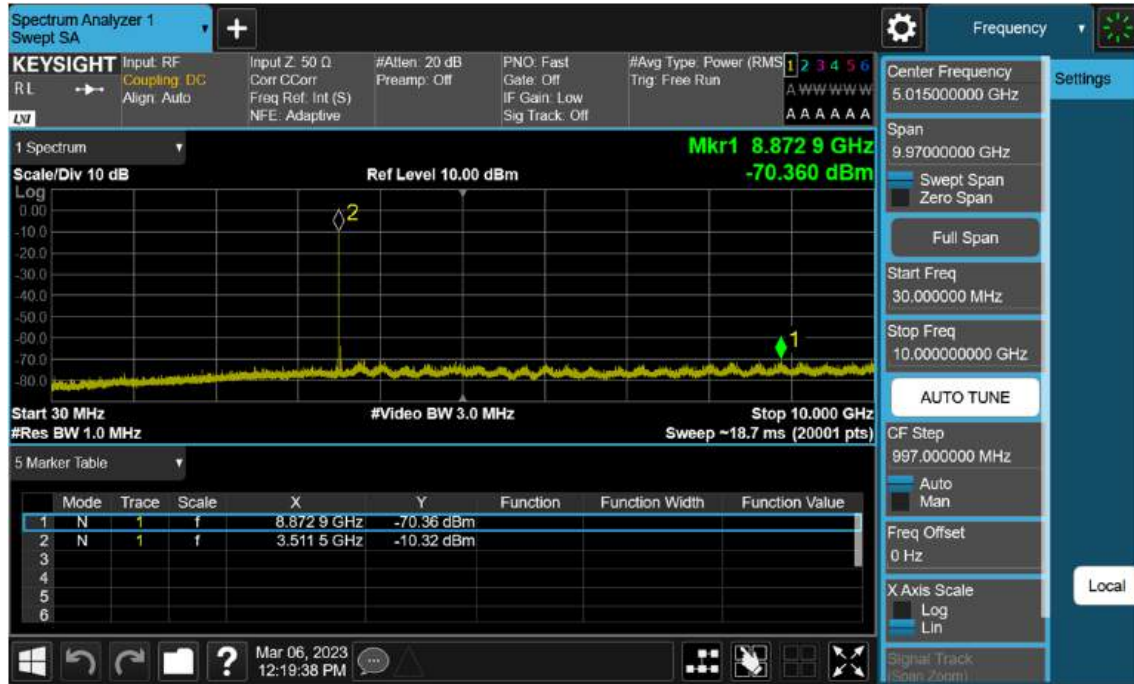 Spectrum Analyzer 1
Swept SA
+
Frequency
KEYSIGHT
RL
LXI
Input: RF
Coupling: DC
Align: Auto
Input Z: 50 Ω
Corr CCorr
Freq Ref: Int (S)
NFE: Adaptive
#Atten: 20 dB
Preamp: Off
PNO: Fast
Gate: Off
IF Gain: Low
Sig Track: Off
#Avg Type: Power (RMS
Trig: Free Run
1 2 3 4 5 6
A W W W W W
A A A A A A
1 Spectrum
Scale/Div 10 dB
Ref Level 10.00 dBm
Mkr1 8.872 9 GHz
-70.360 dBm
Log
0.00
-10.0
-20.0
-30.0
-40.0
-50.0
-60.0
-70.0
-80.0
2
1
Start 30 MHz
#Video BW 3.0 MHz
Stop 10.000 GHz
#Res BW 1.0 MHz
Sweep ~18.7 ms (20001 pts)
5 Marker Table
Mode Trace Scale X Y Function Function Width Function Value
1 N 1 f 8.872 9 GHz -70.36 dBm
2 N 1 f 3.511 5 GHz -10.32 dBm
3
4
5
6
?
Mar 06, 2023
12:19:38 PM
Center Frequency
5.015000000 GHz
Span
9.97000000 GHz
Swept Span
Zero Span
Full Span
Start Freq
30.000000 MHz
Stop Freq
10.000000000 GHz
AUTO TUNE
CF Step
997.000000 MHz
Auto
Man
Freq Offset
0 Hz
X Axis Scale
Log
Lin
Signal Track
(Span Zoom)
Settings
Local